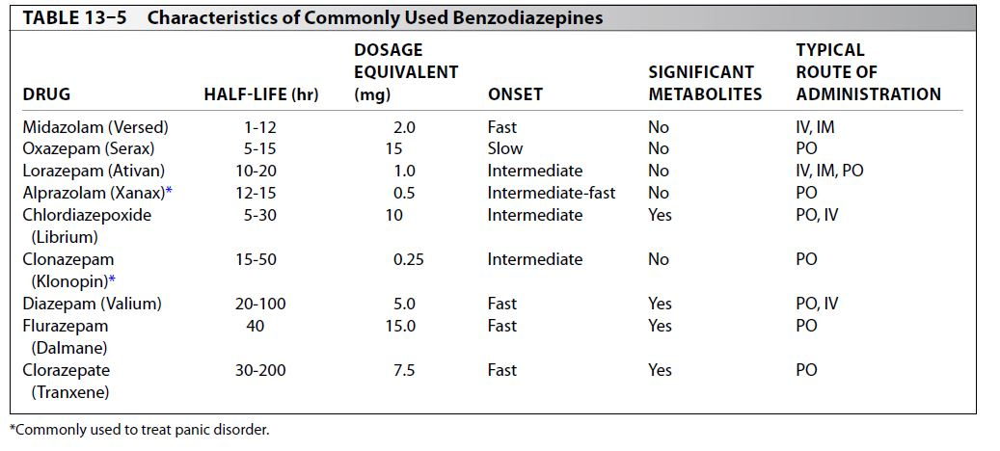 TABLE 13–5 Characteristics of Commonly Used Benzodiazepines
DOSAGE TYPICAL
EQUIVALENT SIGNIFICANT ROUTE OF
DRUG HALF-LIFE (hr) (mg) ONSET METABOLITES ADMINISTRATION
Midazolam (Versed) 1-12 2.0 Fast No IV, IM
Oxazepam (Serax) 5-15 15 Slow No PO
Lorazepam (Ativan) 10-20 1.0 Intermediate No IV, IM, PO
Alprazolam (Xanax)* 12-15 0.5 Intermediate-fast No PO
Chlordiazepoxide 5-30 10 Intermediate Yes PO, IV
(Librium)
Clonazepam 15-50 0.25 Intermediate No PO
(Klonopin)*
Diazepam (Valium) 20-100 5.0 Fast Yes PO, IV
Flurazepam 40 15.0 Fast Yes PO
(Dalmane)
Clorazepate 30-200 7.5 Fast Yes PO
(Tranxene)
*Commonly used to treat panic disorder.